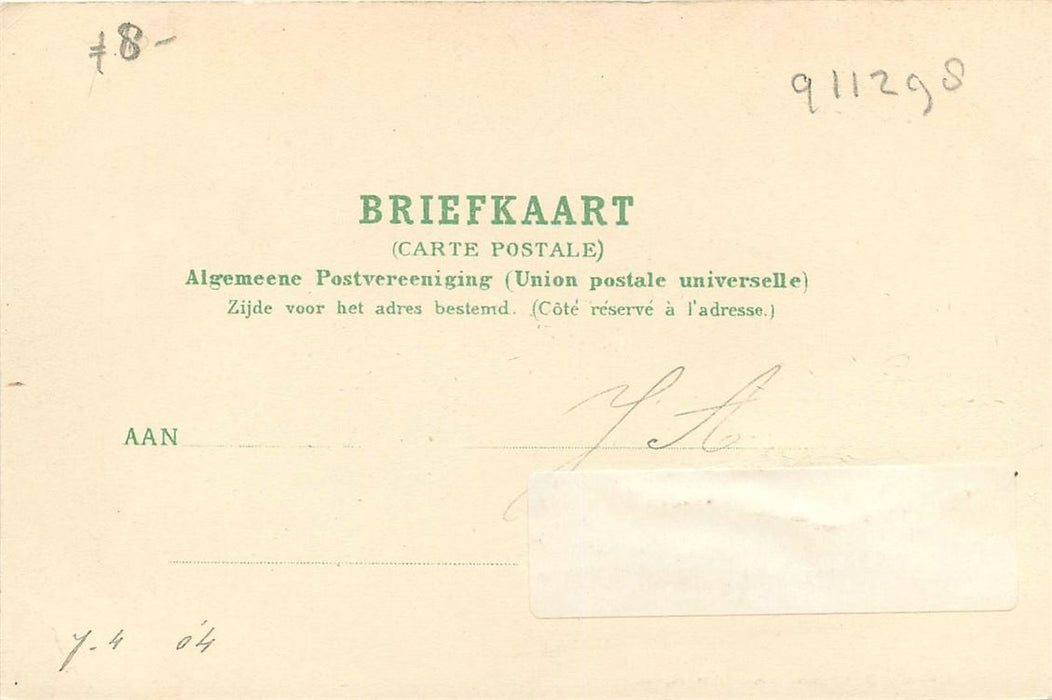 ƒ8-
911298
BRIEFKAART
(CARTE POSTALE)
Algemeene Postvereeniging (Union postale universelle)
Zijde voor het adres bestemd. (Côté réservé à l'adresse.)
J A
AAN
7-4 04